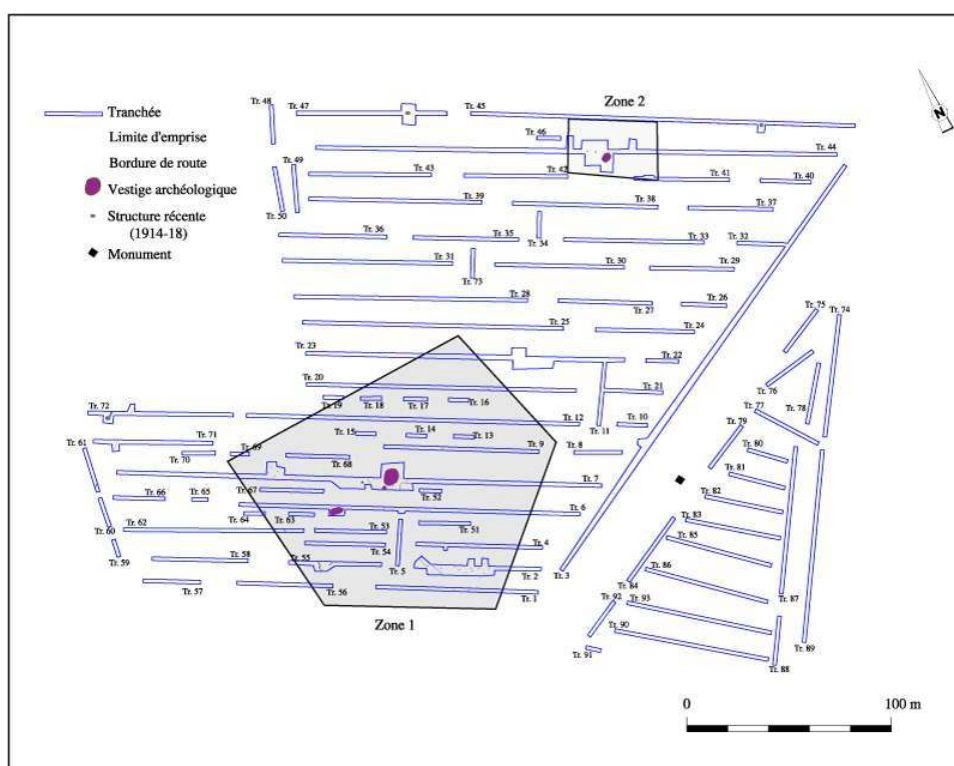 Tr. 48
Tr. 47
Tr. 45
Zone 2
Tranchée
Limite d'emprise
Bordure de route
Vestige archéologique
Structure récente
(1914-18)
Monument
N
Tr. 46
Tr. 44
Tr. 49
Tr. 43
Tr. 42
Tr. 41
Tr. 40
Tr. 50
Tr. 39
Tr. 38
Tr. 37
Tr. 36
Tr. 35
Tr. 34
Tr. 33
Tr. 32
Tr. 31
Tr. 73
Tr. 30
Tr. 29
Tr. 28
Tr. 27
Tr. 26
Tr. 75
Tr. 74
Tr. 25
Tr. 24
Tr. 23
Tr. 22
Tr. 20
Tr. 21
Tr. 76
Tr. 19
Tr. 18
Tr. 17
Tr. 16
Tr. 77
Tr. 78
Tr. 72
Tr. 12
Tr. 11
Tr. 10
Tr. 79
Tr. 61
Tr. 71
Tr. 15
Tr. 14
Tr. 13
Tr. 9
Tr. 8
Tr. 80
Tr. 70
Tr. 69
Tr. 68
Tr. 81
Tr. 66
Tr. 65
Tr. 67
Tr. 52
Tr. 7
Tr. 82
Tr. 60
Tr. 62
Tr. 64
Tr. 63
Tr. 53
Tr. 51
Tr. 6
Tr. 83
Tr. 59
Tr. 58
Tr. 55
Tr. 54
Tr. 5
Tr. 4
Tr. 85
Tr. 57
Tr. 56
Tr. 2
Tr. 3
Tr. 86
Tr. 84
Tr. 1
Tr. 92
Tr. 93
Tr. 87
Zone 1
Tr. 90
Tr. 91
Tr. 89
Tr. 88
0
100 m